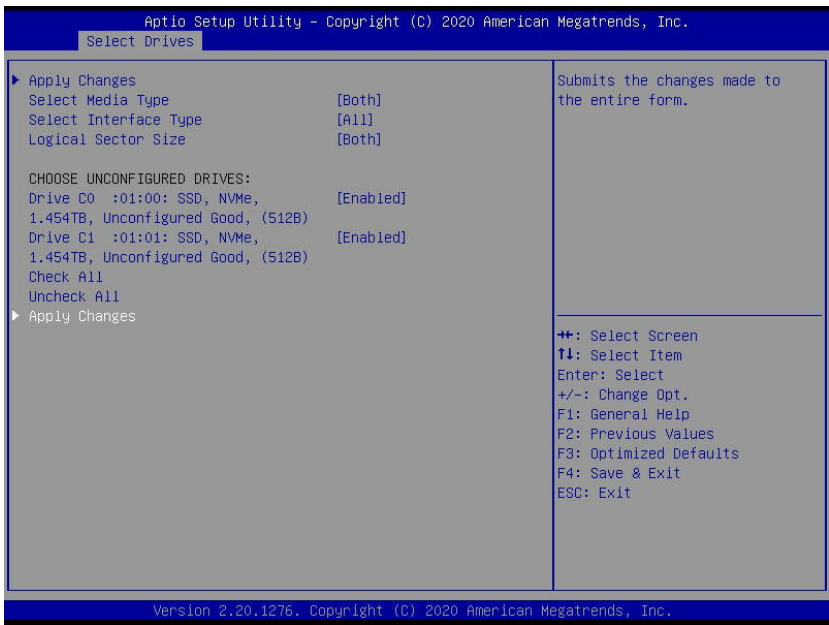 Aptio Setup Utility – Copyright (C) 2020 American Megatrends, Inc.
Select Drives
▶ Apply Changes
Select Media Type [Both]
Select Interface Type [All]
Logical Sector Size [Both]
CHOOSE UNCONFIGURED DRIVES:
Drive C0 :01:00: SSD, NVMe, [Enabled]
1.454TB, Unconfigured Good, (512B)
Drive C1 :01:01: SSD, NVMe, [Enabled]
1.454TB, Unconfigured Good, (512B)
Check All
Uncheck All
▶ Apply Changes
Submits the changes made to
the entire form.
→←: Select Screen
↑↓: Select Item
Enter: Select
+/-: Change Opt.
F1: General Help
F2: Previous Values
F3: Optimized Defaults
F4: Save & Exit
ESC: Exit
Version 2.20.1276. Copyright (C) 2020 American Megatrends, Inc.